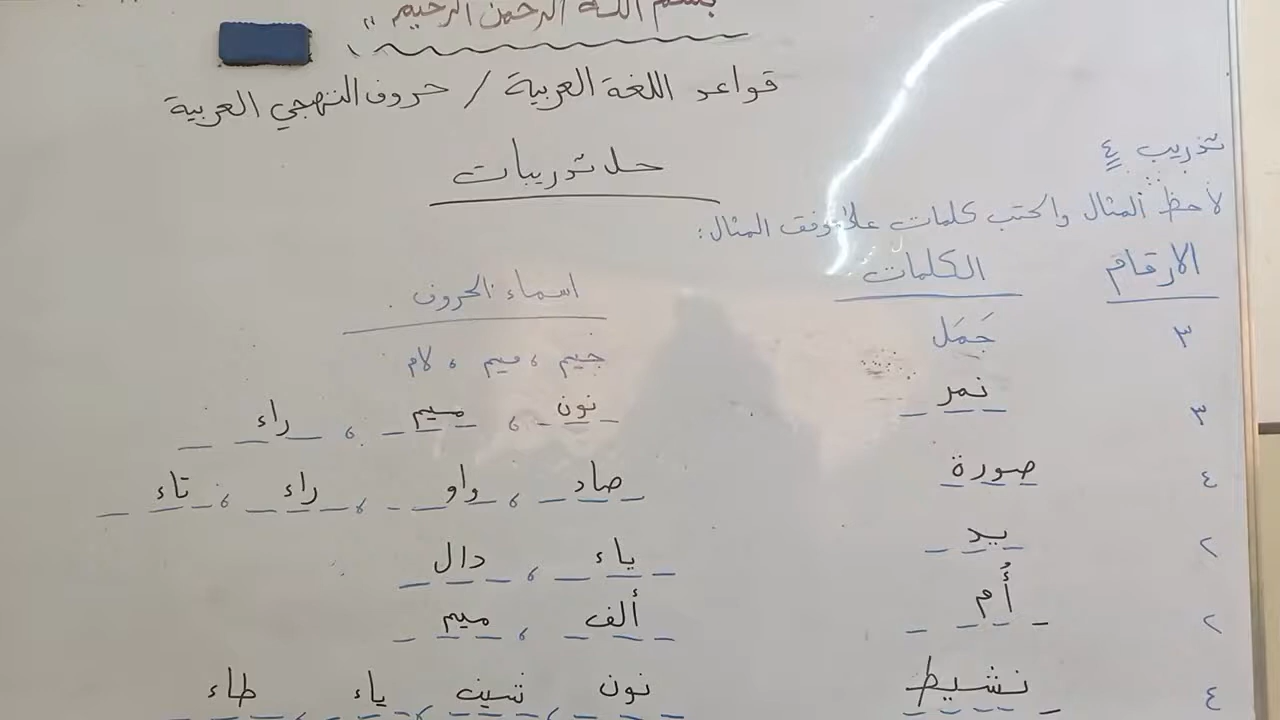 بسم الله الرحمن الرحيم "
قواعد اللغة العربية / حروف التهجي العربية
حل تدريبات
تدريب ٤
لاحظ المثال واكتب كلمات على وفق المثال :
الارقام الكلمات اسماء الحروف
٣ جَمَل جيم ، ميم ، لام
٣ نمر نون ، ميم ، راء
٤ صورة صاد ، واو ، راء ، تاء
٢ يد ياء ، دال
٢ أُم ألف ، ميم
٤ نشيط نون ، شين ، ياء ، طاء